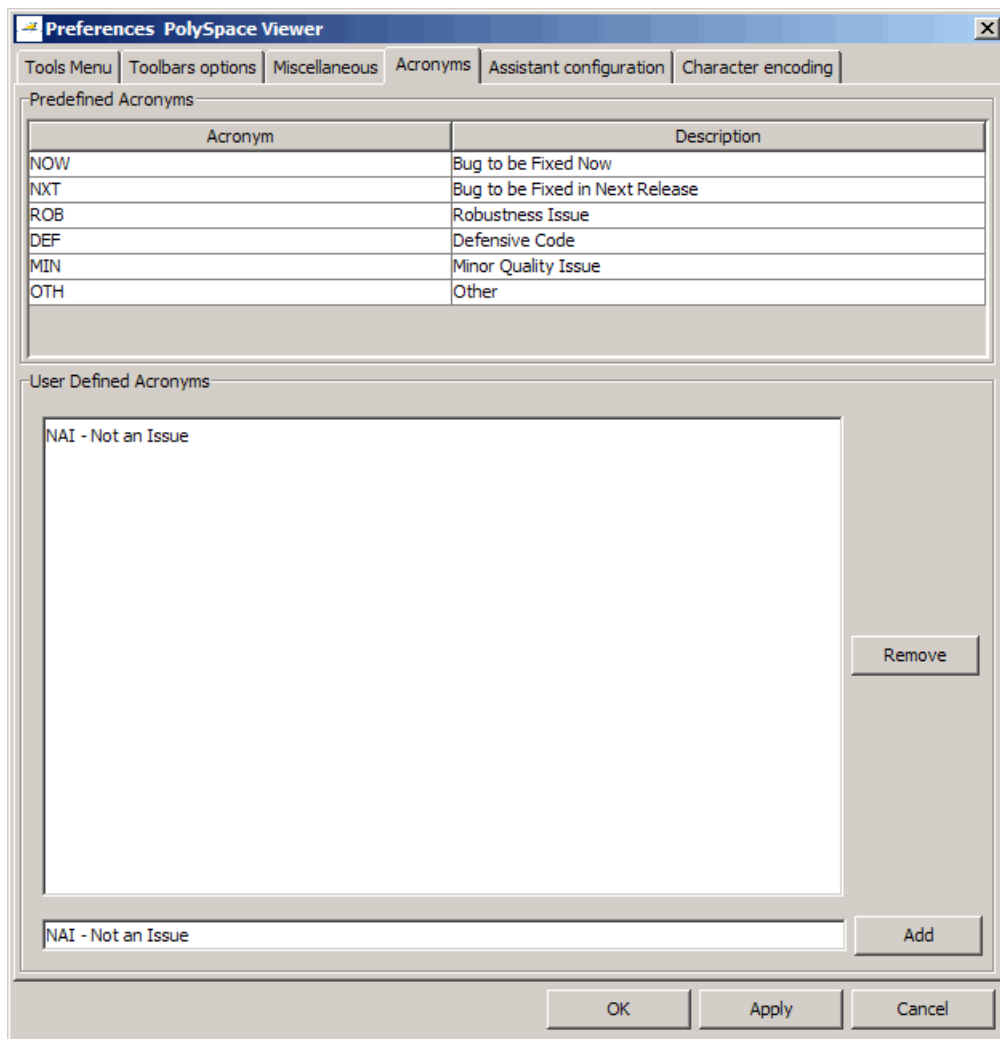 Preferences PolySpace Viewer
Tools Menu Toolbars options Miscellaneous Acronyms Assistant configuration Character encoding
Predefined Acronyms
Acronym Description
NOW Bug to be Fixed Now
NXT Bug to be Fixed in Next Release
ROB Robustness Issue
DEF Defensive Code
MIN Minor Quality Issue
OTH Other
User Defined Acronyms
NAI - Not an Issue
Remove
NAI - Not an Issue Add
OK Apply Cancel